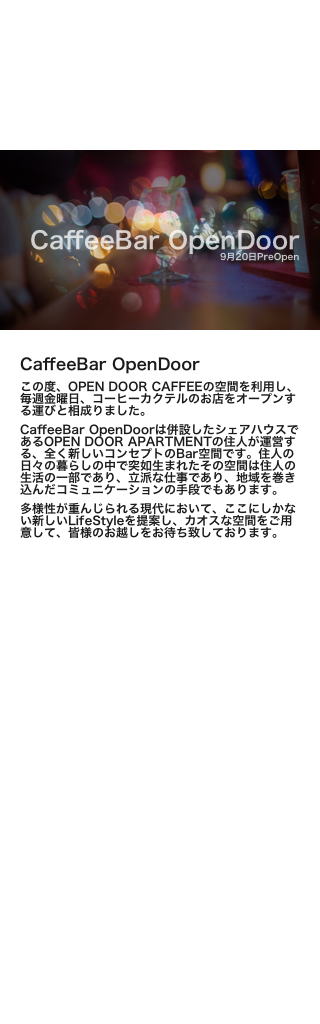 CaffeeBar OpenDoor
9月20日PreOpen
CaffeeBar OpenDoor
この度、OPEN DOOR CAFFEEの空間を利用し、
毎週金曜日、コーヒーカクテルのお店をオープンす
る運びと相成りました。
CaffeeBar OpenDoorは併設したシェアハウスで
あるOPEN DOOR APARTMENTの住人が運営す
る、全く新しいコンセプトのBar空間です。住人の
日々の暮らしの中で突如生まれたその空間は住人の
生活の一部であり、立派な仕事であり、地域を巻き
込んだコミュニケーションの手段でもあります。
多様性が重んじられる現代において、ここにしかな
い新しいLifeStyleを提案し、カオスな空間をご用
意して、皆様のお越しをお待ち致しております。